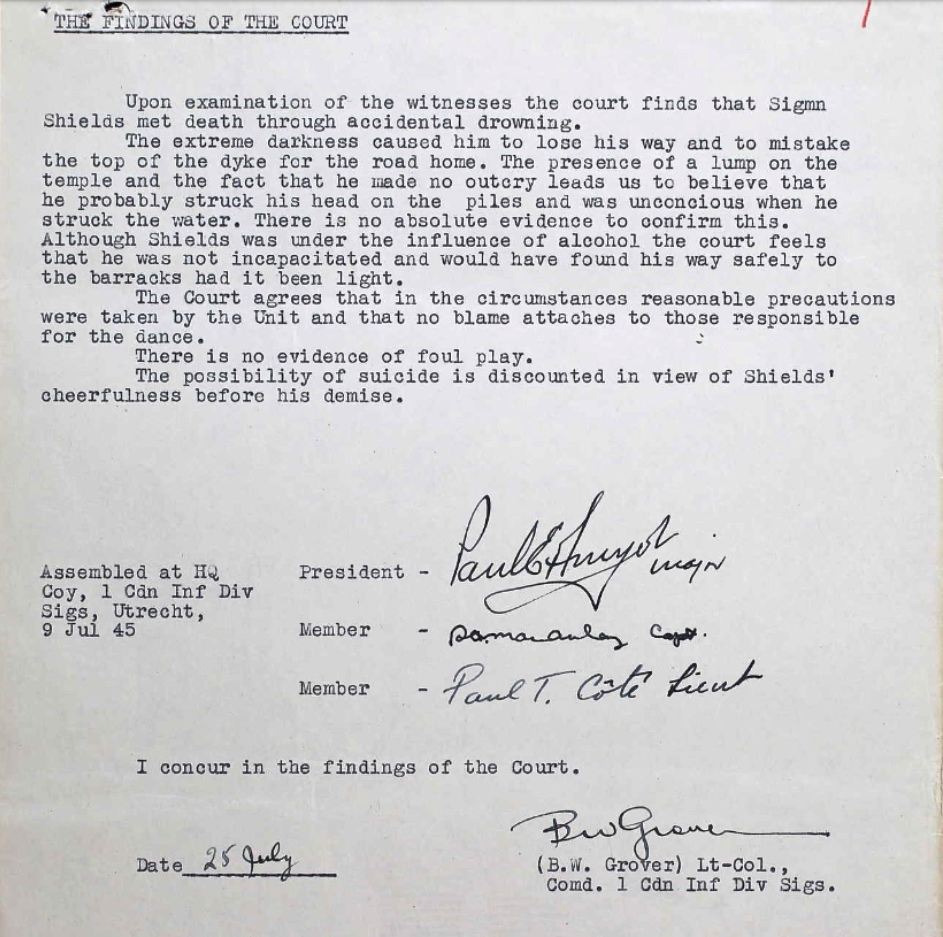 THE FINDINGS OF THE COURT
Upon examination of the witnesses the court finds that Sigmn
Shields met death through accidental drowning.
The extreme darkness caused him to lose his way and to mistake
the top of the dyke for the road home. The presence of a lump on the
temple and the fact that he made no outcry leads us to believe that
he probably struck his head on the piles and was unconcious when he
struck the water. There is no absolute evidence to confirm this.
Although Shields was under the influence of alcohol the court feels
that he was not incapacitated and would have found his way safely to
the barracks had it been light.
The Court agrees that in the circumstances reasonable precautions
were taken by the Unit and that no blame attaches to those responsible
for the dance.
There is no evidence of foul play.
The possibility of suicide is discounted in view of Shields'
cheerfulness before his demise.
Assembled at HQ
Coy, 1 Cdn Inf Div
Sigs, Utrecht,
9 Jul 45
President - Paul
Member - Capt.
Member - Paul T. Côté Lieut
I concur in the findings of the Court.
BW Grover
Date 25 July
(B.W. Grover) Lt-Col.,
Comd. 1 Cdn Inf Div Sigs.